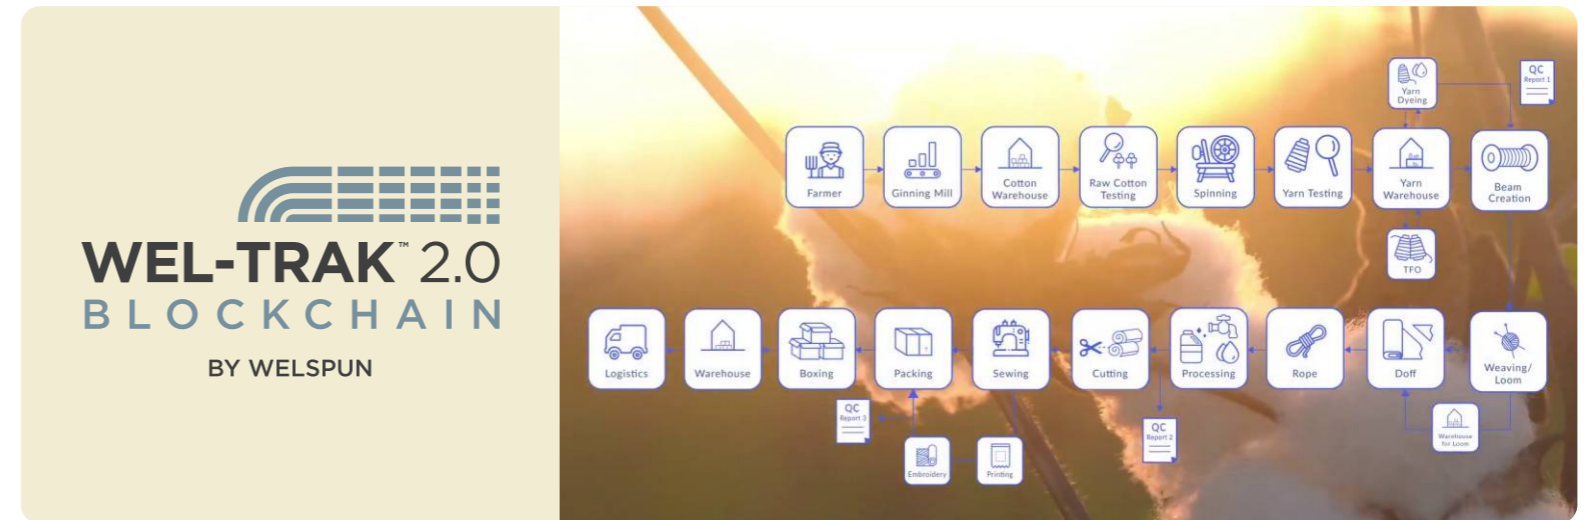 WEL-TRAK™ 2.0
BLOCKCHAIN
BY WELSPUN
Yarn
Dyeing
QC
Report 1
Farmer
Ginning Mill
Cotton
Warehouse
Raw Cotton
Testing
Spinning
Yarn Testing
Yarn
Warehouse
Beam
Creation
TFO
Logistics
Warehouse
Boxing
Packing
Sewing
Cutting
Processing
Rope
Doff
Weaving/
Loom
QC
Report 3
QC
Report 2
Warehouse
for Loom
Embroidery
Printing